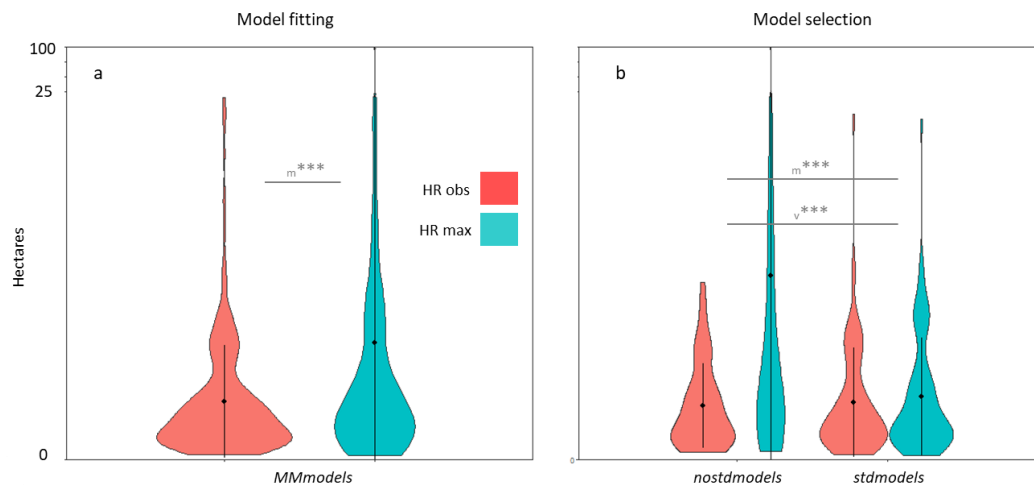 Model fitting
Model selection
100
25
a
b
m***
m***
HR obs
HR max
v***
Hectares
0
0
MMmodels
nostdmodels
stdmodels